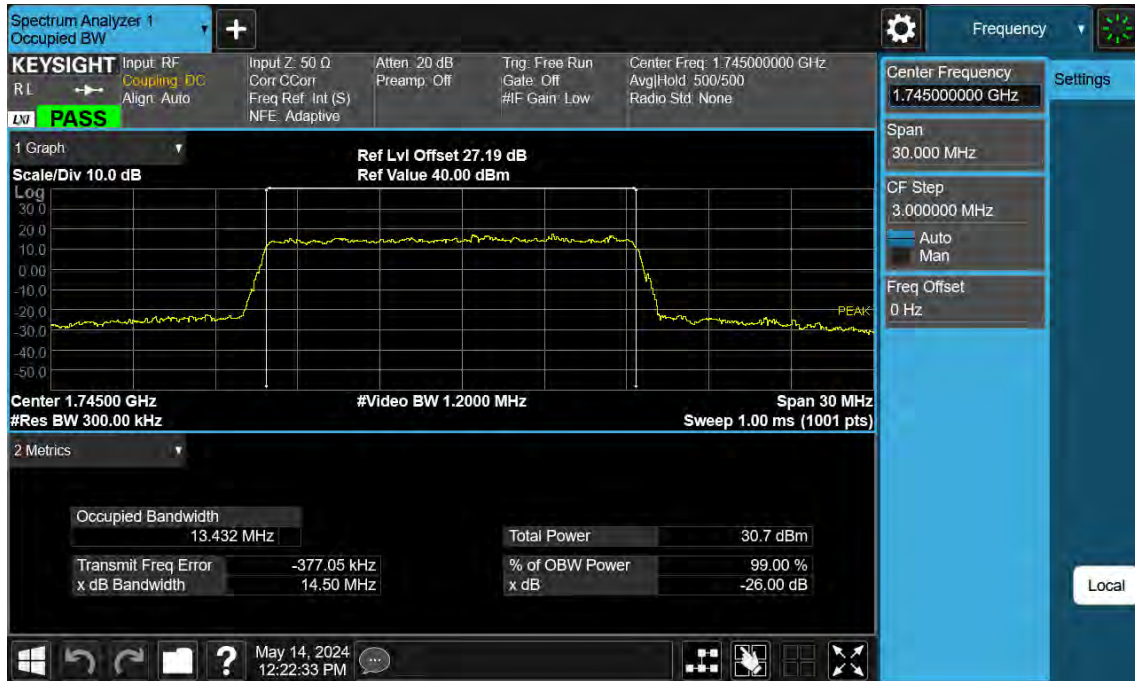 Spectrum Analyzer 1
Occupied BW
+
Frequency
KEYSIGHT
R L
LXI PASS
Input: RF
Coupling: DC
Align: Auto
Input Z: 50 Ω
Corr CCorr
Freq Ref: Int (S)
NFE: Adaptive
Atten: 20 dB
Preamp: Off
Trig: Free Run
Gate: Off
#IF Gain: Low
Center Freq: 1.745000000 GHz
Avg|Hold: 500/500
Radio Std: None
Center Frequency
1.745000000 GHz
Settings
Span
30.000 MHz
CF Step
3.000000 MHz
Auto
Man
Freq Offset
0 Hz
Local
1 Graph
Scale/Div 10.0 dB
Ref Lvl Offset 27.19 dB
Ref Value 40.00 dBm
Log
30.0
20.0
10.0
0.00
-10.0
-20.0
-30.0
-40.0
-50.0
PEAK
Center 1.74500 GHz
#Video BW 1.2000 MHz
Span 30 MHz
#Res BW 300.00 kHz
Sweep 1.00 ms (1001 pts)
2 Metrics
Occupied Bandwidth
13.432 MHz
Total Power 30.7 dBm
Transmit Freq Error -377.05 kHz
% of OBW Power 99.00 %
x dB Bandwidth 14.50 MHz
x dB -26.00 dB
?
May 14, 2024
12:22:33 PM